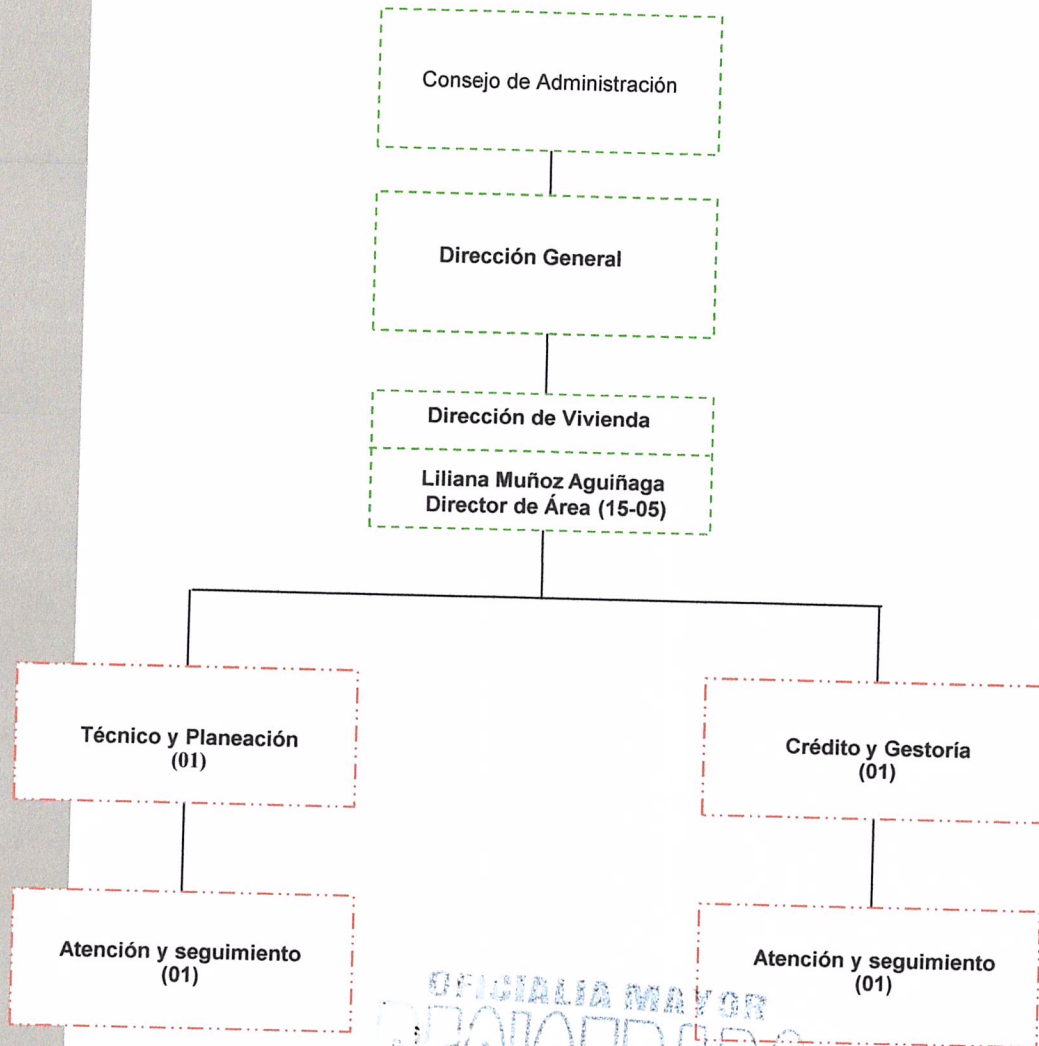 Consejo de Administración
Dirección General
Dirección de Vivienda
Liliana Muñoz Aguiñaga
Director de Área (15-05)
Técnico y Planeación
(01)
Crédito y Gestoría
(01)
Atención y seguimiento
(01)
Atención y seguimiento
(01)
OFICIALIA MAYOR